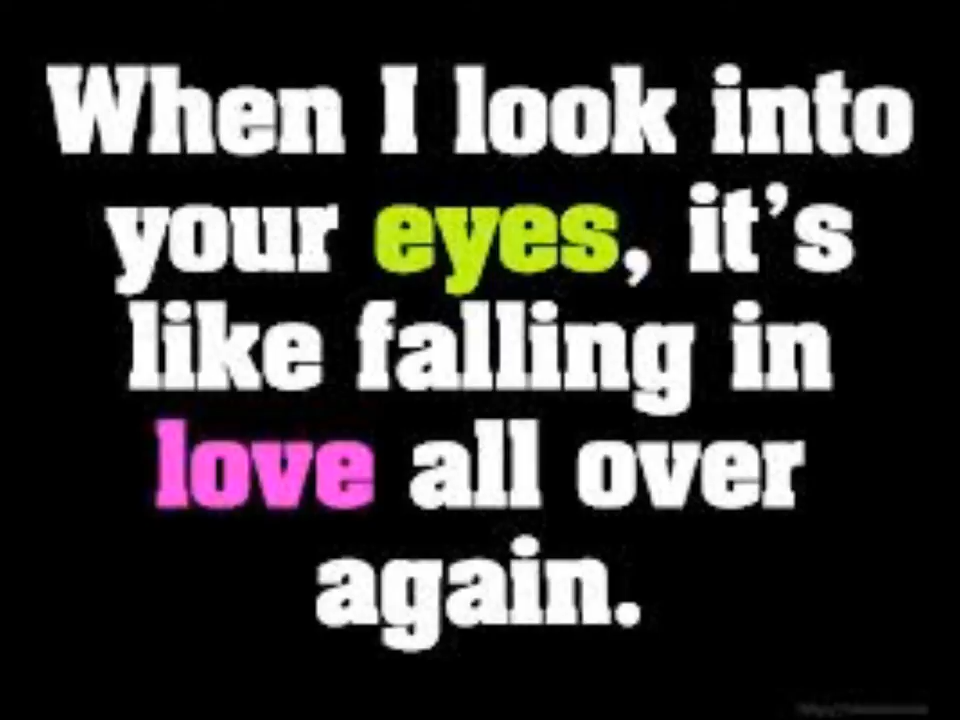 When I look into
your eyes, it's
like falling in
love all over
again.